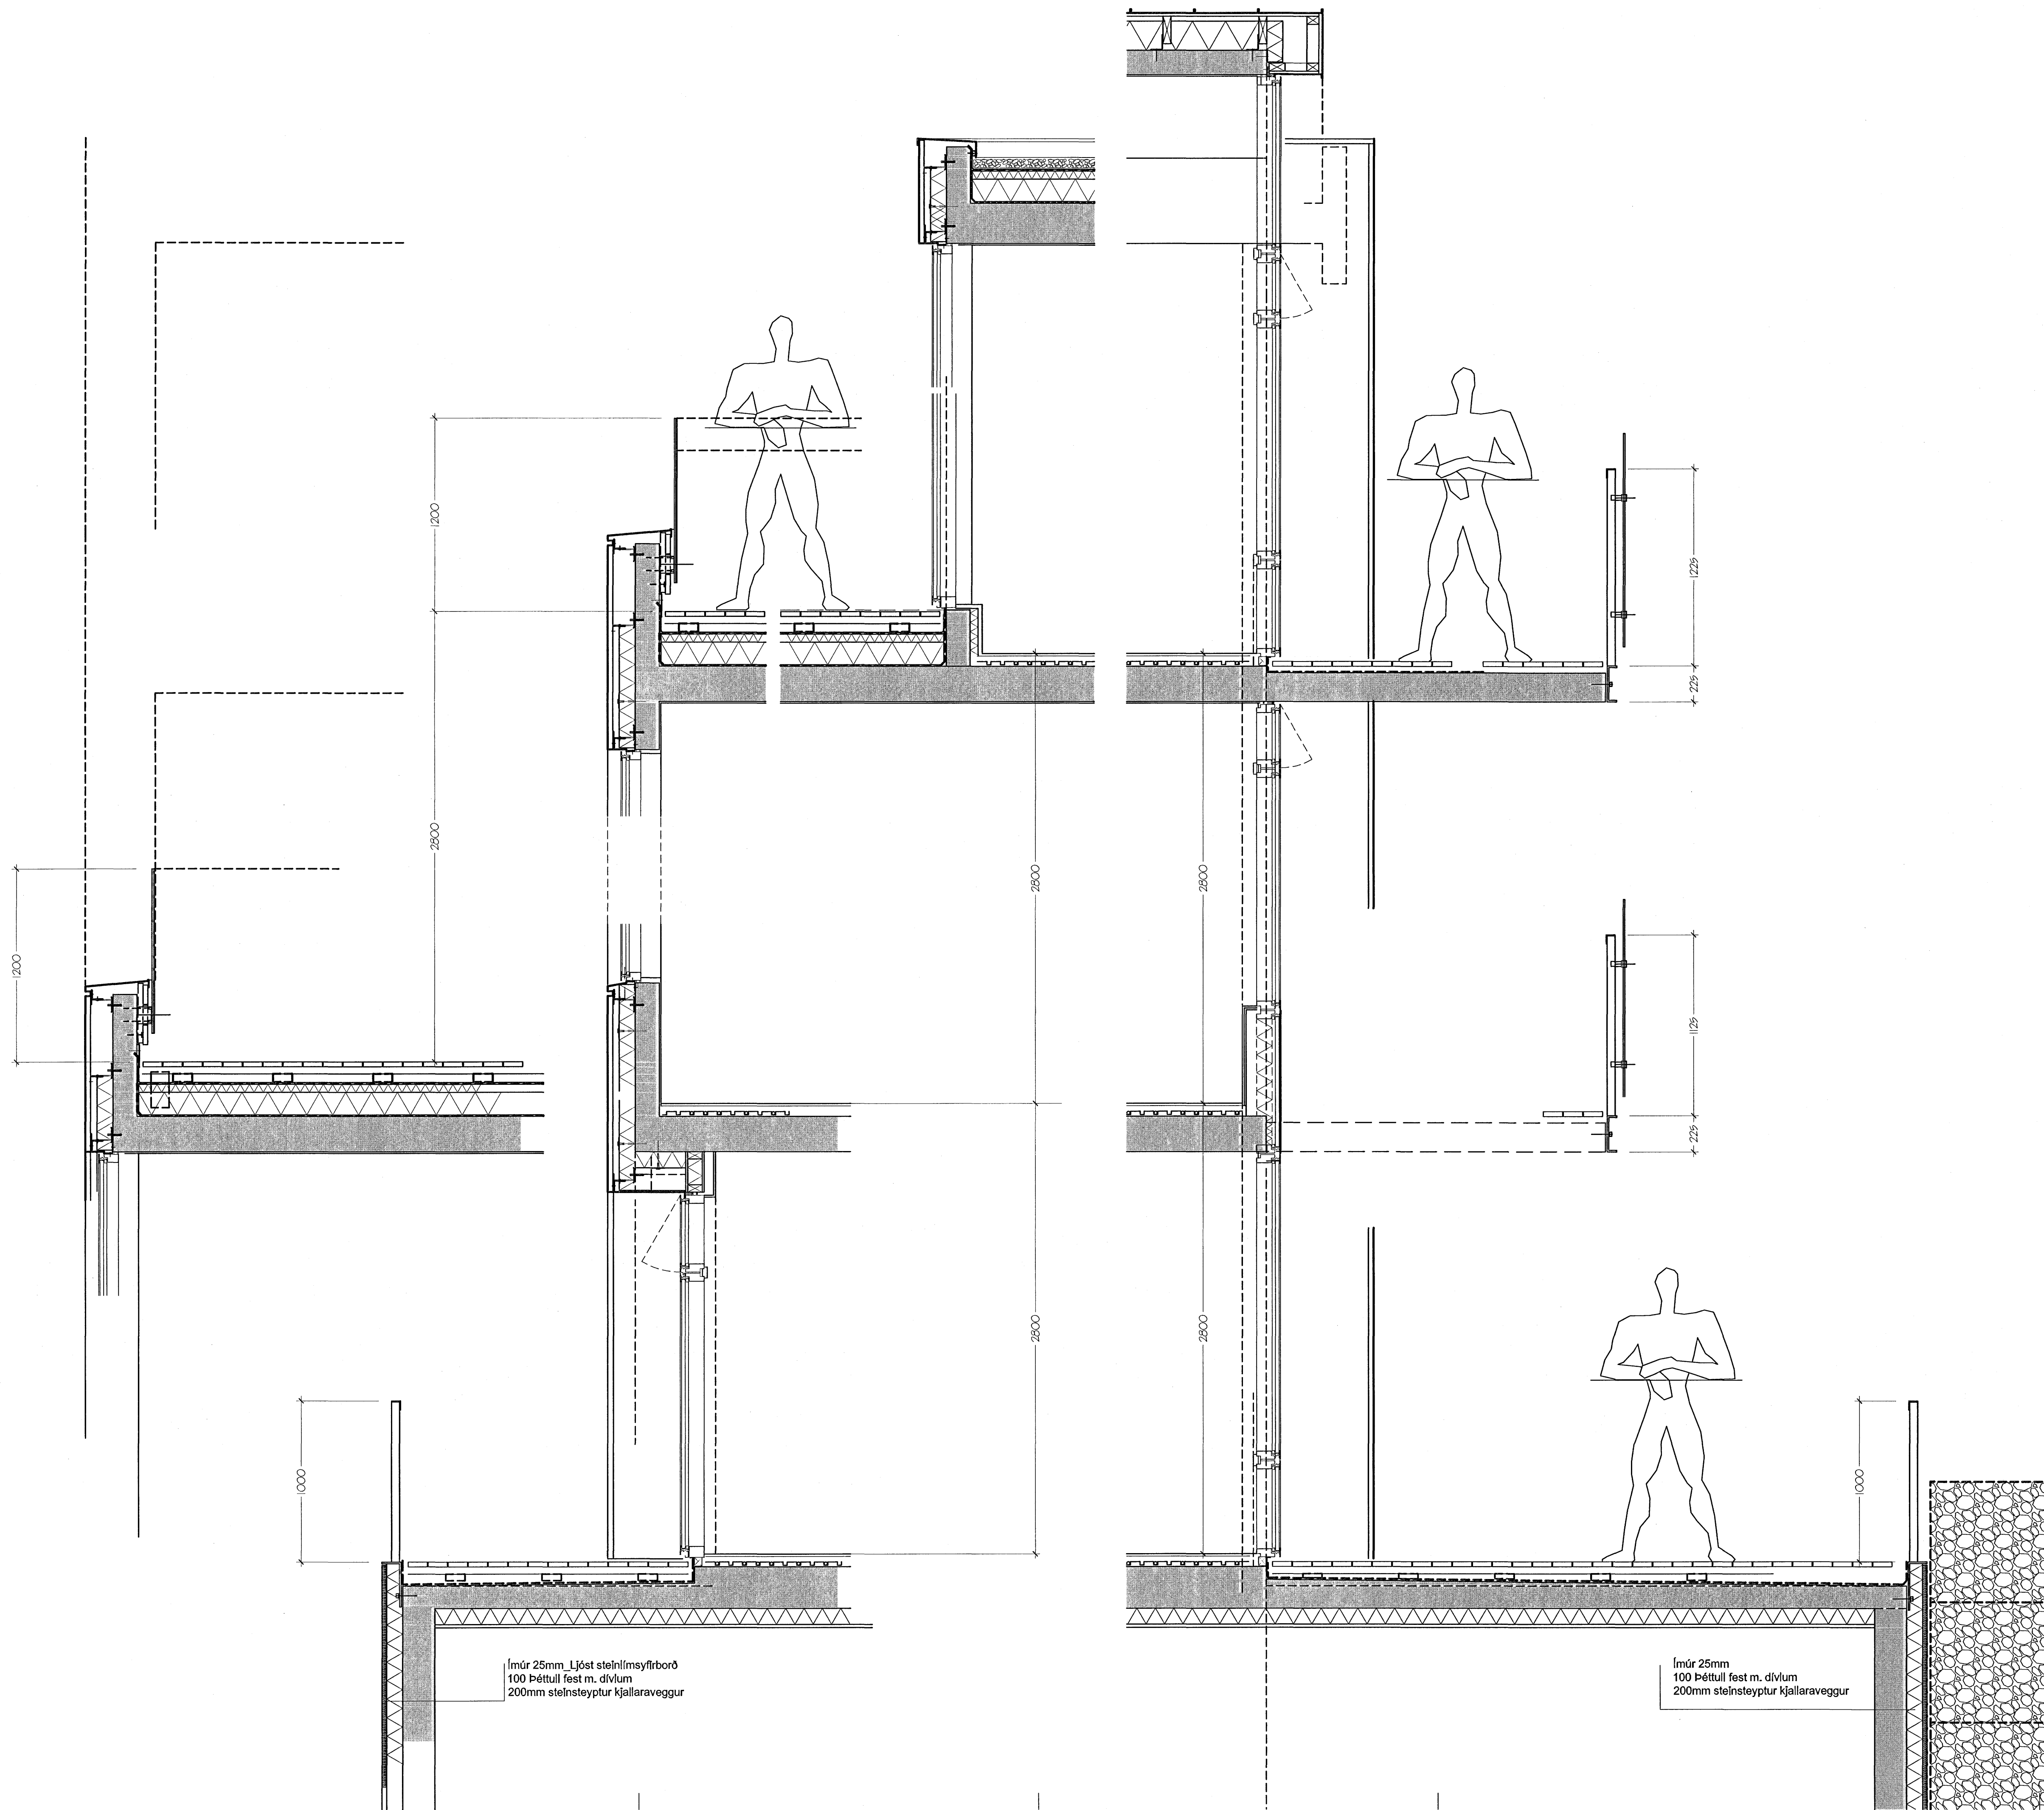 1200
1225
225
2800
2800
2800
1200
1125
225
2800
2800
1000
1000
Ímúr 25mm_Ljóst steinlímsyfirborð
100 Þéttull fest m. dívlum
200mm steinsteyptur kjallaraveggur
Ímúr 25mm
100 Þéttull fest m. dívlum
200mm steinsteyptur kjallaraveggur